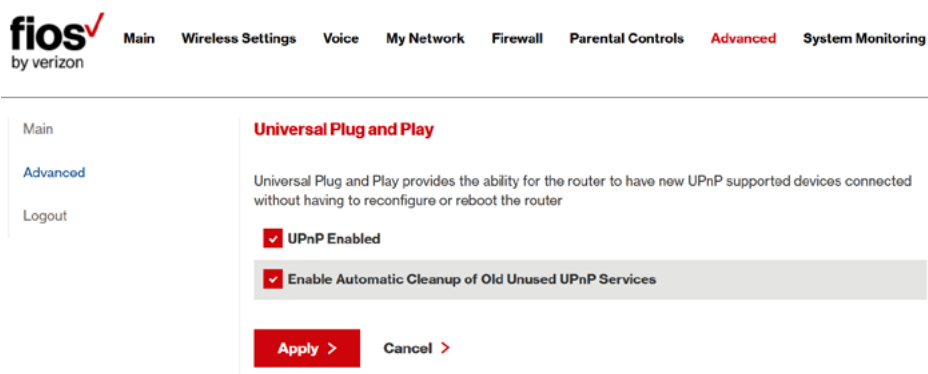 fios
by verizon
Main Wireless Settings Voice My Network Firewall Parental Controls Advanced System Monitoring
Main
Advanced
Logout
Universal Plug and Play
Universal Plug and Play provides the ability for the router to have new UPnP supported devices connected
without having to reconfigure or reboot the router
UPnP Enabled
Enable Automatic Cleanup of Old Unused UPnP Services
Apply >
Cancel >